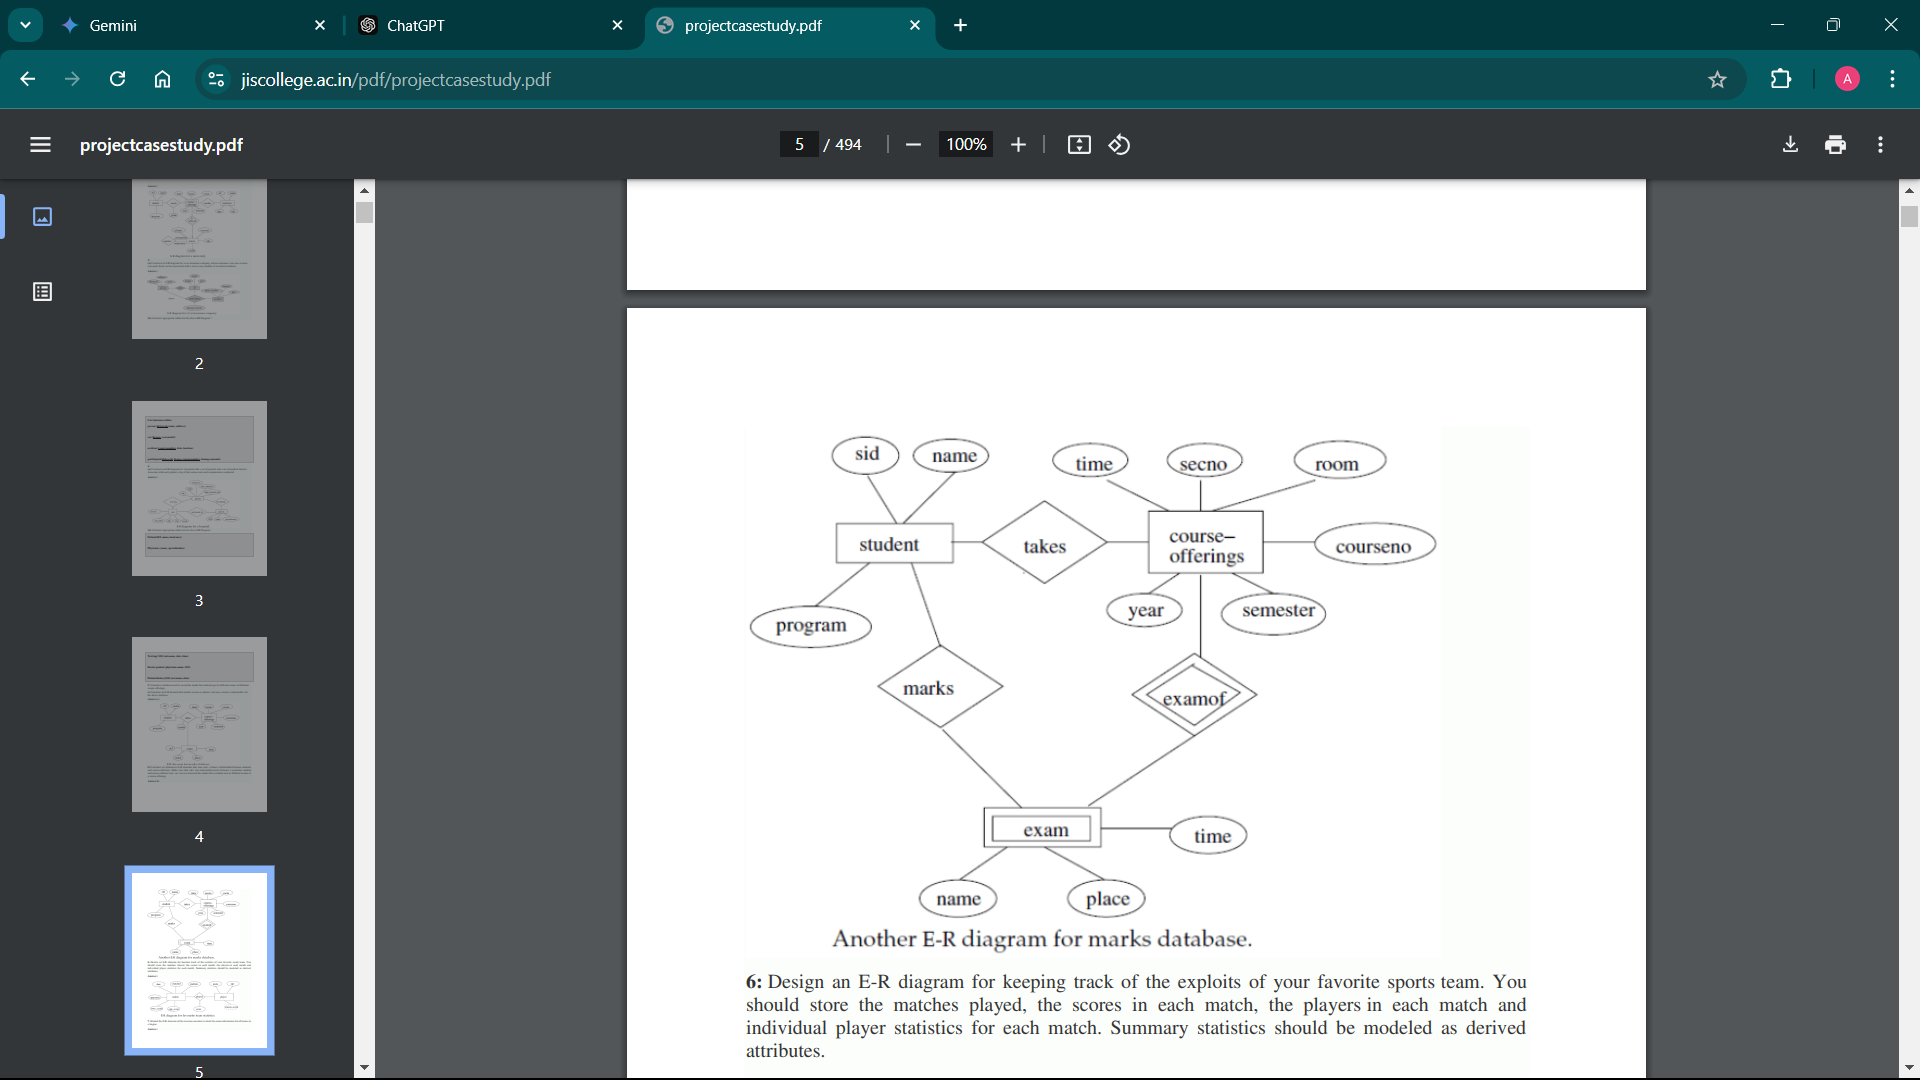 Gemini
ChatGPT
projectcasestudy.pdf
jiscollege.ac.in/pdf/projectcasestudy.pdf
A
projectcasestudy.pdf
5 / 494
100%
2
3
4
5
sid
name
time
secno
room
student
takes
course–
offerings
courseno
program
year
semester
marks
examof
exam
time
name
place
Another E-R diagram for marks database.
6: Design an E-R diagram for keeping track of the exploits of your favorite sports team. You
should store the matches played, the scores in each match, the players in each match and
individual player statistics for each match. Summary statistics should be modeled as derived
attributes.